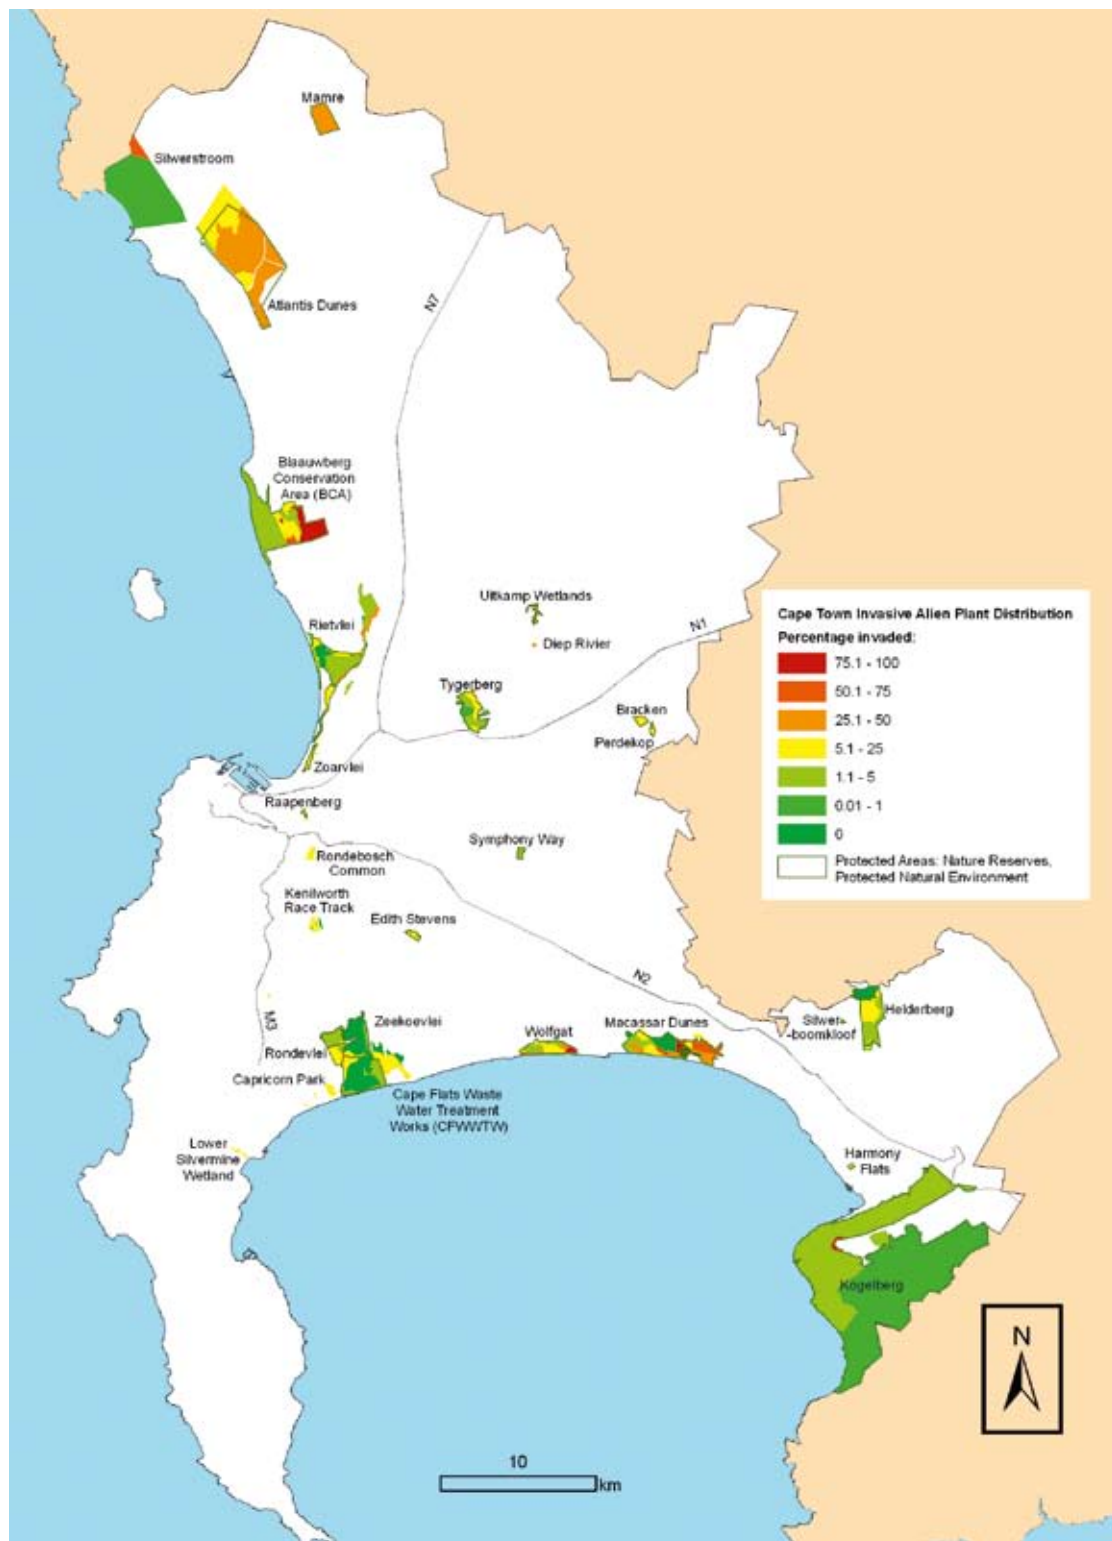 Mamre
Silwerstroom
Atlantis Dunes
N7
Blaauwberg
Conservation
Area (BCA)
Uitkamp Wetlands
Rietvlei
Diep Rivier
N1
Tygerberg
Bracken
Perdekop
Zoarvlei
Raapenberg
Symphony Way
Rondebosch
Common
Kenilworth
Race Track
Edith Stevens
N2
M3
Zeekoevlei
Wolfgat
Macassar Dunes
Silwer-
-boomkloof
Helderberg
Rondevlei
Capricorn Park
Cape Flats Waste
Water Treatment
Works (CFWWTW)
Lower
Silvermine
Wetland
Harmony
Flats
Kogelberg
Cape Town Invasive Alien Plant Distribution
Percentage invaded:
75.1 - 100
50.1 - 75
25.1 - 50
5.1 - 25
1.1 - 5
0.01 - 1
0
Protected Areas: Nature Reserves,
Protected Natural Environment
N
10
km